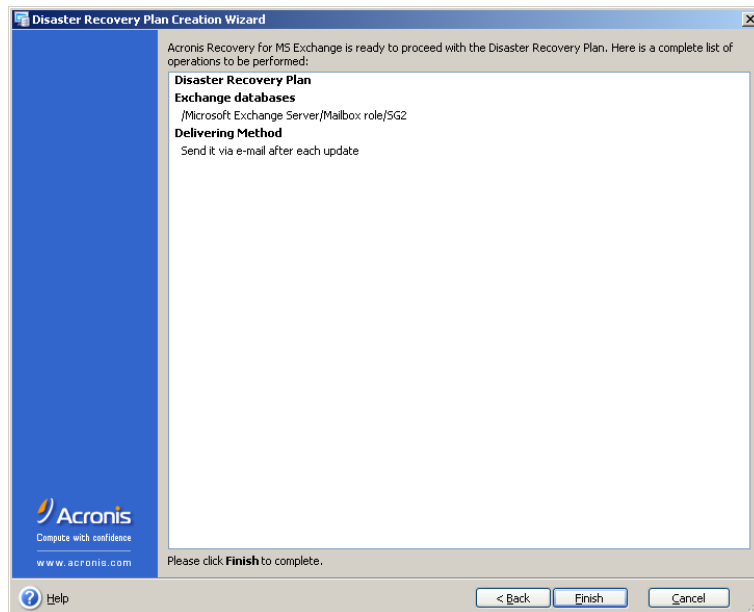 Disaster Recovery Plan Creation Wizard
Acronis Recovery for MS Exchange is ready to proceed with the Disaster Recovery Plan. Here is a complete list of
operations to be performed:
Disaster Recovery Plan
Exchange databases
/Microsoft Exchange Server/Mailbox role/SG2
Delivering Method
Send it via e-mail after each update
Acronis
Compute with confidence
www.acronis.com
Please click Finish to complete.
Help
< Back
Finish
Cancel